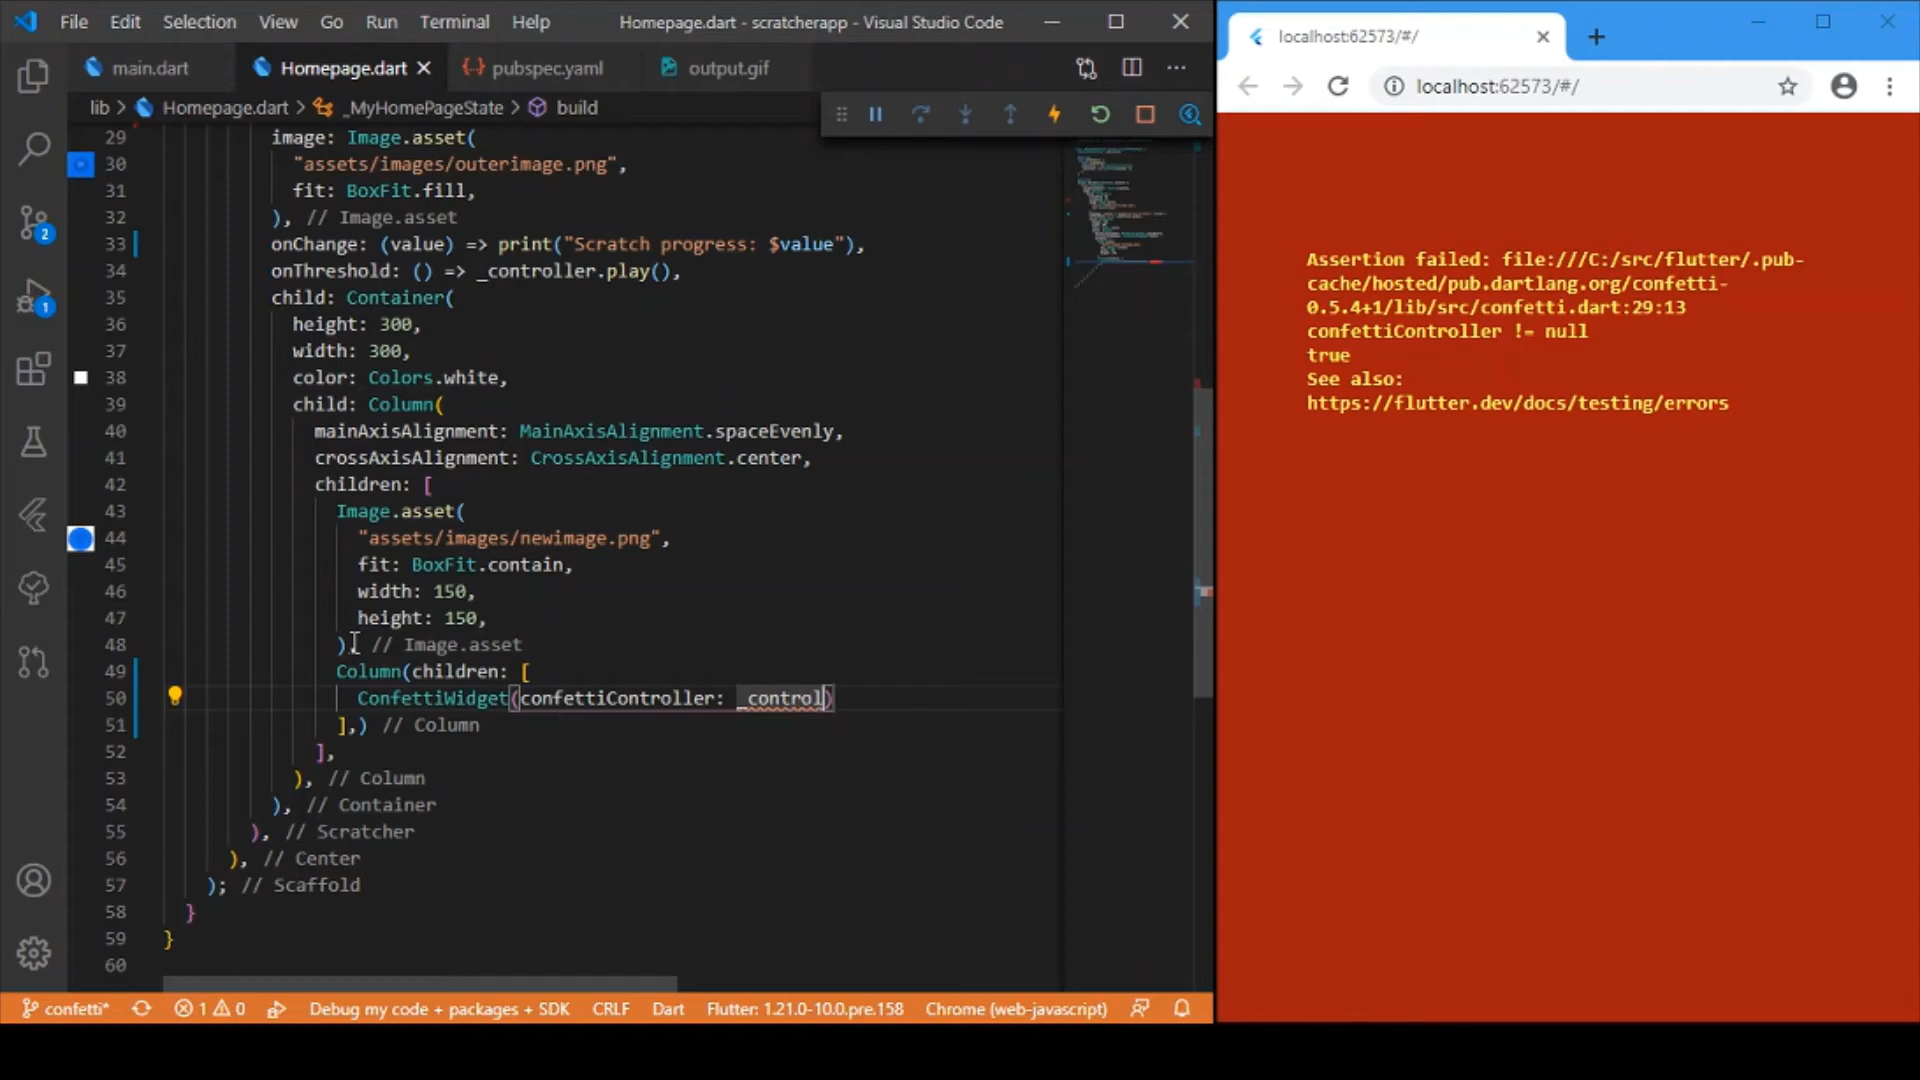 File Edit Selection View Go Run Terminal Help Homepage.dart - scratcherapp - Visual Studio Code
main.dart Homepage.dart pubspec.yaml output.gif
lib > Homepage.dart > _MyHomePageState > build
29 image: Image.asset(
30 "assets/images/outerimage.png",
31 fit: BoxFit.fill,
32 ), // Image.asset
33 onChange: (value) => print("Scratch progress: $value"),
34 onThreshold: () => _controller.play(),
35 child: Container(
36 height: 300,
37 width: 300,
38 color: Colors.white,
39 child: Column(
40 mainAxisAlignment: MainAxisAlignment.spaceEvenly,
41 crossAxisAlignment: CrossAxisAlignment.center,
42 children: [
43 Image.asset(
44 "assets/images/newimage.png",
45 fit: BoxFit.contain,
46 width: 150,
47 height: 150,
48 ), // Image.asset
49 Column(children: [
50 ConfettiWidget(confettiController: _control)
51 ],) // Column
52 ],
53 ), // Column
54 ), // Container
55 ), // Scratcher
56 ), // Center
57 ); // Scaffold
58 }
59 }
60
2
1
confetti* 1 0 Debug my code + packages + SDK CRLF Dart Flutter: 1.21.0-10.0.pre.158 Chrome (web-javascript)
localhost:62573/#/
localhost:62573/#/
Assertion failed: file:///C:/src/flutter/.pub-
cache/hosted/pub.dartlang.org/confetti-
0.5.4+1/lib/src/confetti.dart:29:13
confettiController != null
true
See also:
https://flutter.dev/docs/testing/errors